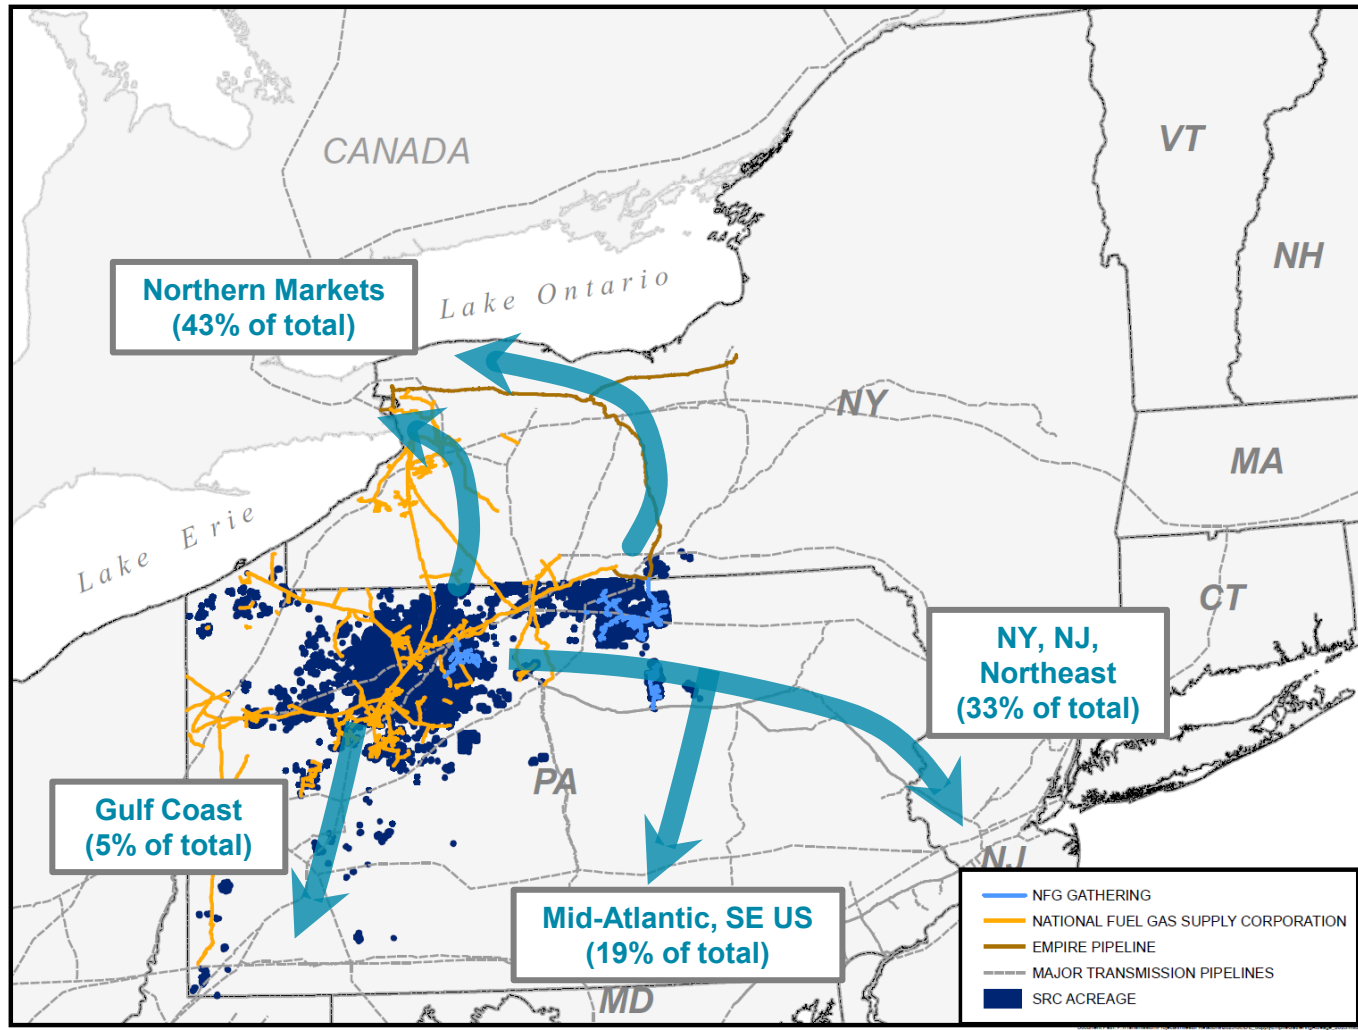 CANADA
VT
NH
Northern Markets
(43% of total)
Lake Ontario
NY
MA
Lake Erie
CT
NY, NJ,
Northeast
(33% of total)
PA
Gulf Coast
(5% of total)
NJ
Mid-Atlantic, SE US
(19% of total)
MD
NFG GATHERING
NATIONAL FUEL GAS SUPPLY CORPORATION
EMPIRE PIPELINE
MAJOR TRANSMISSION PIPELINES
SRC ACREAGE